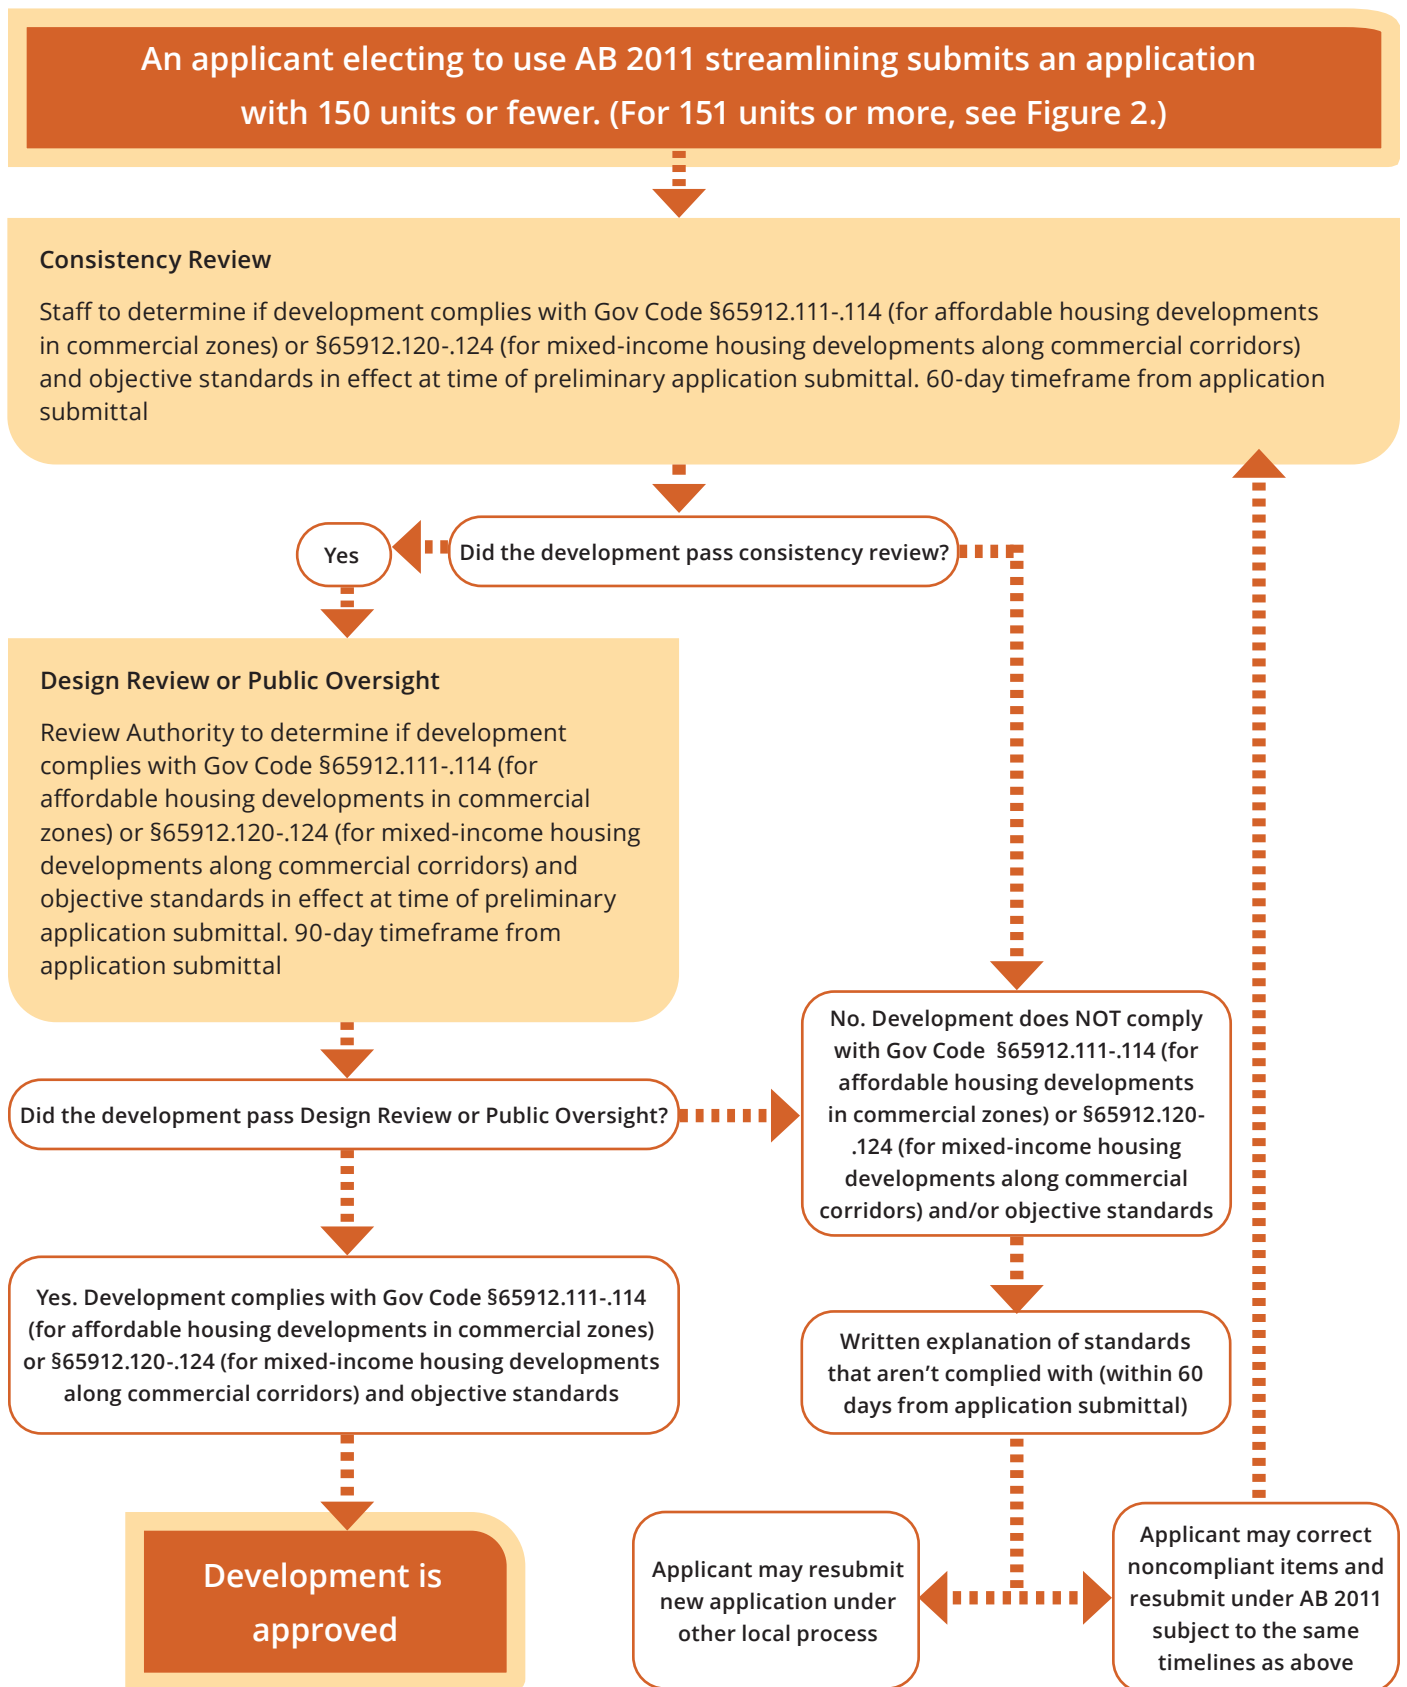 An applicant electing to use AB 2011 streamlining submits an application
with 150 units or fewer. (For 151 units or more, see Figure 2.)
Consistency Review
Staff to determine if development complies with Gov Code §65912.111-.114 (for affordable housing developments
in commercial zones) or §65912.120-.124 (for mixed-income housing developments along commercial corridors)
and objective standards in effect at time of preliminary application submittal. 60-day timeframe from application
submittal
Did the development pass consistency review?
Yes
Design Review or Public Oversight
Review Authority to determine if development
complies with Gov Code §65912.111-.114 (for
affordable housing developments in commercial
zones) or §65912.120-.124 (for mixed-income housing
developments along commercial corridors) and
objective standards in effect at time of preliminary
application submittal. 90-day timeframe from
application submittal
Did the development pass Design Review or Public Oversight?
No. Development does NOT comply
with Gov Code §65912.111-.114 (for
affordable housing developments
in commercial zones) or §65912.120-
.124 (for mixed-income housing
developments along commercial
corridors) and/or objective standards
Yes. Development complies with Gov Code §65912.111-.114
(for affordable housing developments in commercial zones)
or §65912.120-.124 (for mixed-income housing developments
along commercial corridors) and objective standards
Written explanation of standards
that aren’t complied with (within 60
days from application submittal)
Development is
approved
Applicant may resubmit
new application under
other local process
Applicant may correct
noncompliant items and
resubmit under AB 2011
subject to the same
timelines as above